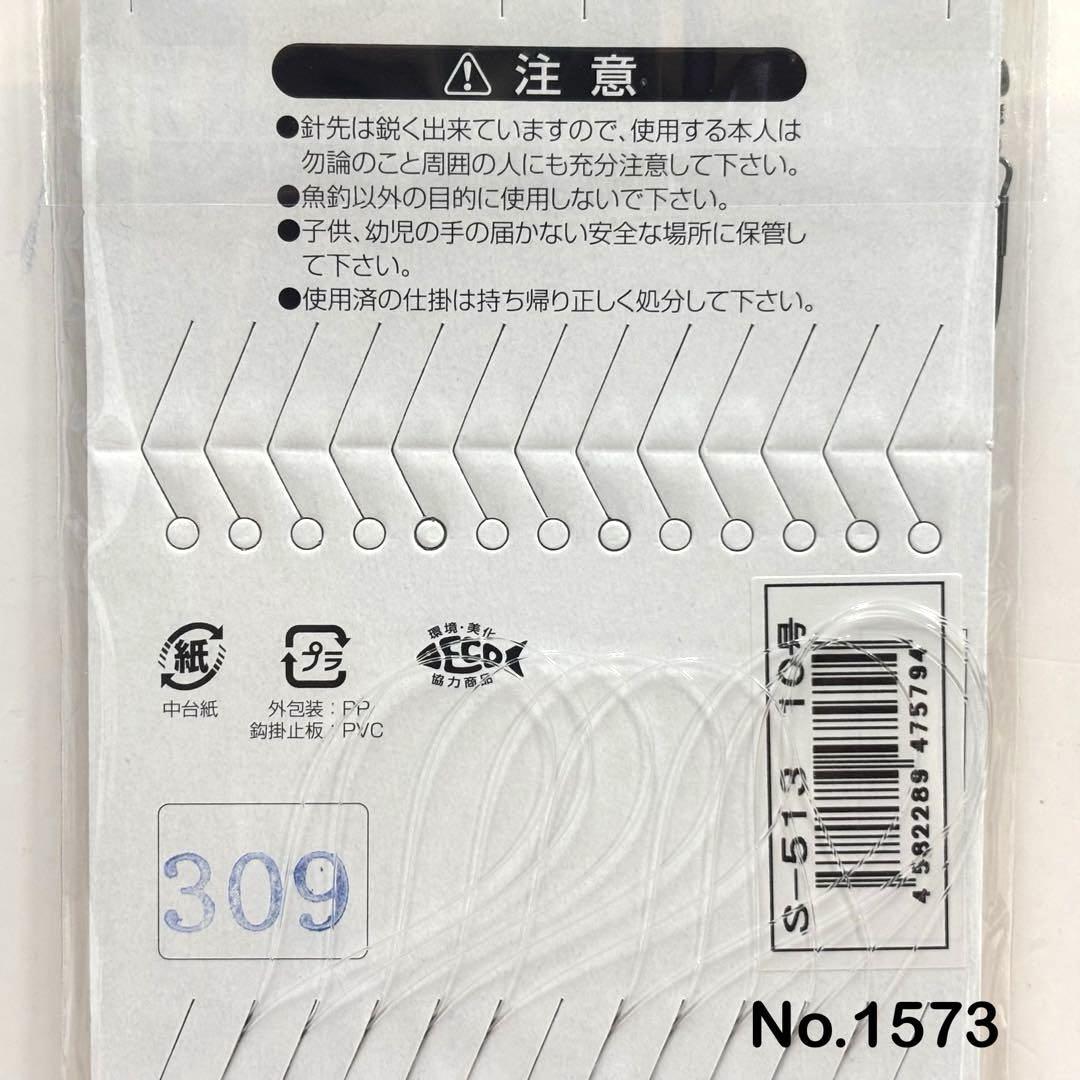 注意
●針先は鋭く出来ていますので、使用する本人は
勿論のこと周囲の人にも充分注意して下さい。
●魚釣以外の目的に使用しないで下さい。
●子供、幼児の手の届かない安全な場所に保管し
て下さい。
●使用済の仕掛は持ち帰り正しく処分して下さい。
紙
中台紙
プラ
外包装：PP
鈎掛止板：PVC
環境・美化
ECO
協力商品
S-513 10号
4 582289 475794
309
No.1573